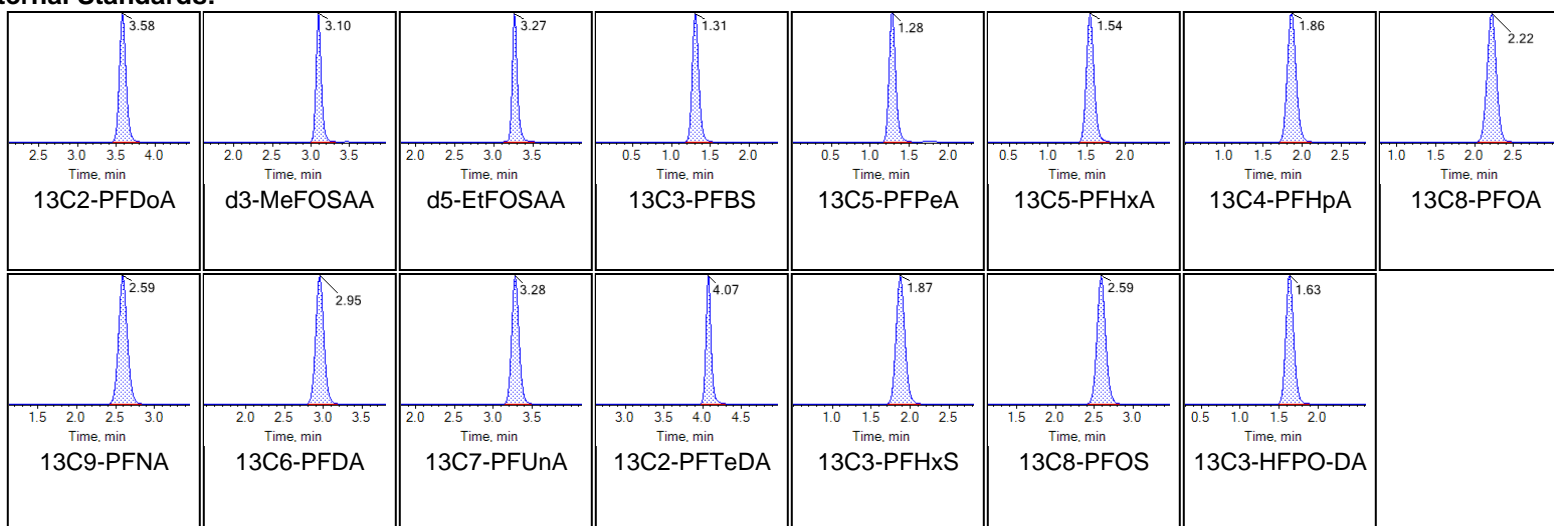 ternal Standards:
3.58 3.10 3.27 1.31 1.28 1.54 1.86 2.22
2.5 3.0 3.5 4.0 2.0 2.5 3.0 3.5 2.0 2.5 3.0 3.5 0.5 1.0 1.5 2.0 0.5 1.0 1.5 2.0 0.5 1.0 1.5 2.0 1.0 1.5 2.0 2.5 1.0 1.5 2.0 2.5
Time, min Time, min Time, min Time, min Time, min Time, min Time, min Time, min
13C2-PFDoA d3-MeFOSAA d5-EtFOSAA 13C3-PFBS 13C5-PFPeA 13C5-PFHxA 13C4-PFHpA 13C8-PFOA
2.59 2.95 3.28 4.07 1.87 2.59 1.63
1.5 2.0 2.5 3.0 2.0 2.5 3.0 3.5 2.0 2.5 3.0 3.5 3.0 3.5 4.0 4.5 1.0 1.5 2.0 2.5 1.5 2.0 2.5 3.0 0.5 1.0 1.5 2.0
Time, min Time, min Time, min Time, min Time, min Time, min Time, min
13C9-PFNA 13C6-PFDA 13C7-PFUnA 13C2-PFTeDA 13C3-PFHxS 13C8-PFOS 13C3-HFPO-DA